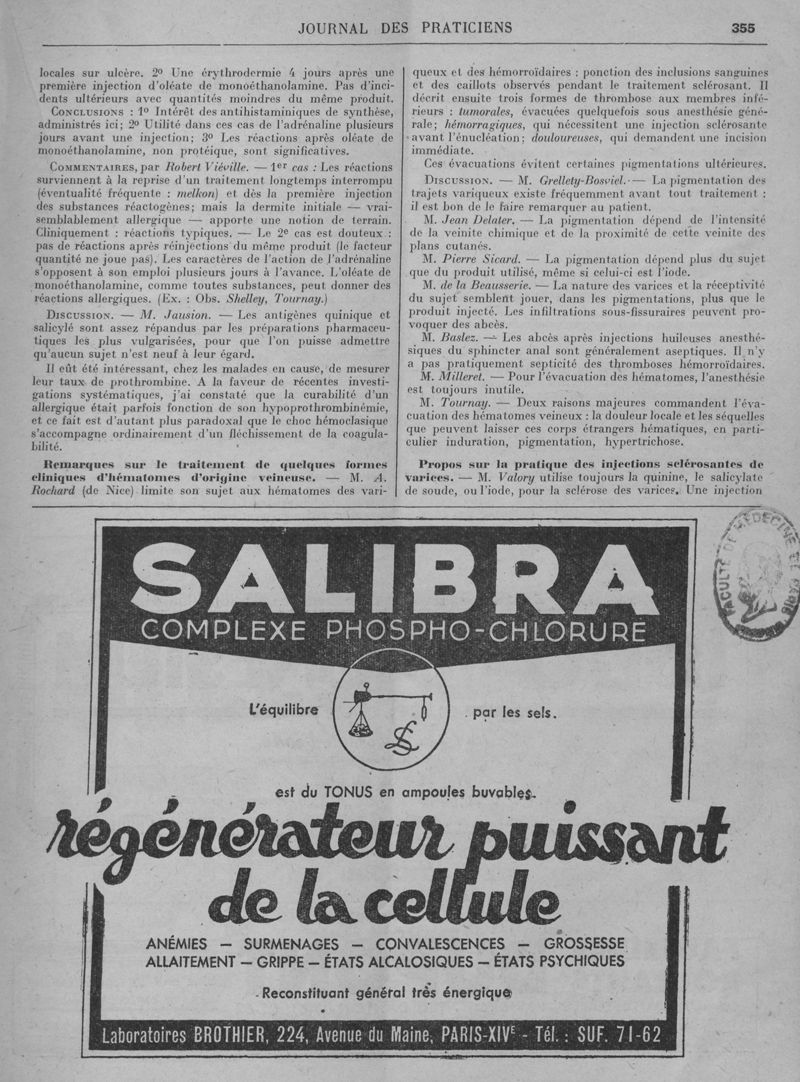 JOURNAL DES PRATICIENS 355
locales sur ulcère. 2º Une érythrodermie 4 jours après une
première injection d'oléate de monoéthanolamine. Pas d'inci-
dents ultérieurs avec quantités moindres du même produit.
CONCLUSIONS : 1º Intérêt des antihistaminiques de synthèse,
administrés ici; 2º Utilité dans ces cas de l'adrénaline plusieurs
jours avant une injection; 3º Les réactions après oléate de
monoéthanolamine, non protéique, sont significatives.
COMMENTAIRES, par Robert Viéville. — 1er cas : Les réactions
surviennent à la reprise d'un traitement longtemps interrompu
(éventualité fréquente : melkon) et dès la première injection
des substances réactogènes; mais la dermite initiale — vrai-
semblablement allergique — apporte une notion de terrain.
Cliniquement : réactions typiques. — Le 2e cas est douteux :
pas de réactions après réinjections du même produit (le facteur
quantité ne joue pas). Les caractères de l'action de l'adrénaline
s'opposent à son emploi plusieurs jours à l'avance. L'oléate de
monoéthanolamine, comme toutes substances, peut donner des
réactions allergiques. (Ex. : Obs. Shelley, Tournay.)
DISCUSSION. — M. Jausion. — Les antigènes quinique et
salicylé sont assez répandus par les préparations pharmaceu-
tiques les plus vulgarisées, pour que l'on puisse admettre
qu'aucun sujet n'est neuf à leur égard.
Il eût été intéressant, chez les malades en cause, de mesurer
leur taux de prothrombine. A la faveur de récentes investi-
gations systématiques, j'ai constaté que la curabilité d'un
allergique était parfois fonction de son hypoprothrombinémie,
et ce fait est d'autant plus paradoxal que le choc hémoclasique
s'accompagne ordinairement d'un fléchissement de la coagula-
bilité.
Remarques sur le traitement de quelques formes
cliniques d'hématomes d'origine veineuse. — M. A.
Rochard (de Nice) limite son sujet aux hématomes des vari-
queux et des hémorroïdaires : ponction des inclusions sanguines
et des caillots observés pendant le traitement sclérosant. Il
décrit ensuite trois formes de thrombose aux membres infé-
rieurs : tumorales, évacuées quelquefois sous anesthésie géné-
rale; hémorragiques, qui nécessitent une injection sclérosante
avant l'énucléation; douloureuses, qui demandent une incision
immédiate.
Ces évacuations évitent certaines pigmentations ultérieures.
DISCUSSION. — M. Grellety-Bosviel. — La pigmentation des
trajets variqueux existe fréquemment avant tout traitement :
il est bon de le faire remarquer au patient.
M. Jean Delater. — La pigmentation dépend de l'intensité
de la veinite chimique et de la proximité de cette veinite des
plans cutanés.
M. Pierre Sicard. — La pigmentation dépend plus du sujet
que du produit utilisé, même si celui-ci est l'iode.
M. de la Beausserie. — La nature des varices et la réceptivité
du sujet semblent jouer, dans les pigmentations, plus que le
produit injecté. Les infiltrations sous-fissuraires peuvent pro-
voquer des abcès.
M. Baslez. — Les abcès après injections huileuses anesthé-
siques du sphincter anal sont généralement aseptiques. Il n'y
a pas pratiquement septicité des thromboses hémorroïdaires.
M. Milleret. — Pour l'évacuation des hématomes, l'anesthésie
est toujours inutile.
M. Tournay. — Deux raisons majeures commandent l'éva-
cuation des hématomes veineux : la douleur locale et les séquelles
que peuvent laisser ces corps étrangers hématiques, en parti-
culier induration, pigmentation, hypertrichose.
Propos sur la pratique des injections sclérosantes de
varices. — M. Valory utilise toujours la quinine, le salicylate
de soude, ou l'iode, pour la sclérose des varices. Une injection
SALIBRA
COMPLEXE PHOSPHO-CHLORURE
L'équilibre par les sels.
est du TONUS en ampoules buvables.
régénérateur puissant
de la cellule
ANÉMIES — SURMENAGES — CONVALESCENCES — GROSSESSE
ALLAITEMENT — GRIPPE — ÉTATS ALCALOSIQUES — ÉTATS PSYCHIQUES
Reconstituant général très énergique
Laboratoires BROTHIER, 224, Avenue du Maine, PARIS-XIVE - Tél. : SUF. 71-62
FACULTÉ DE MÉDECINE DE PARIS